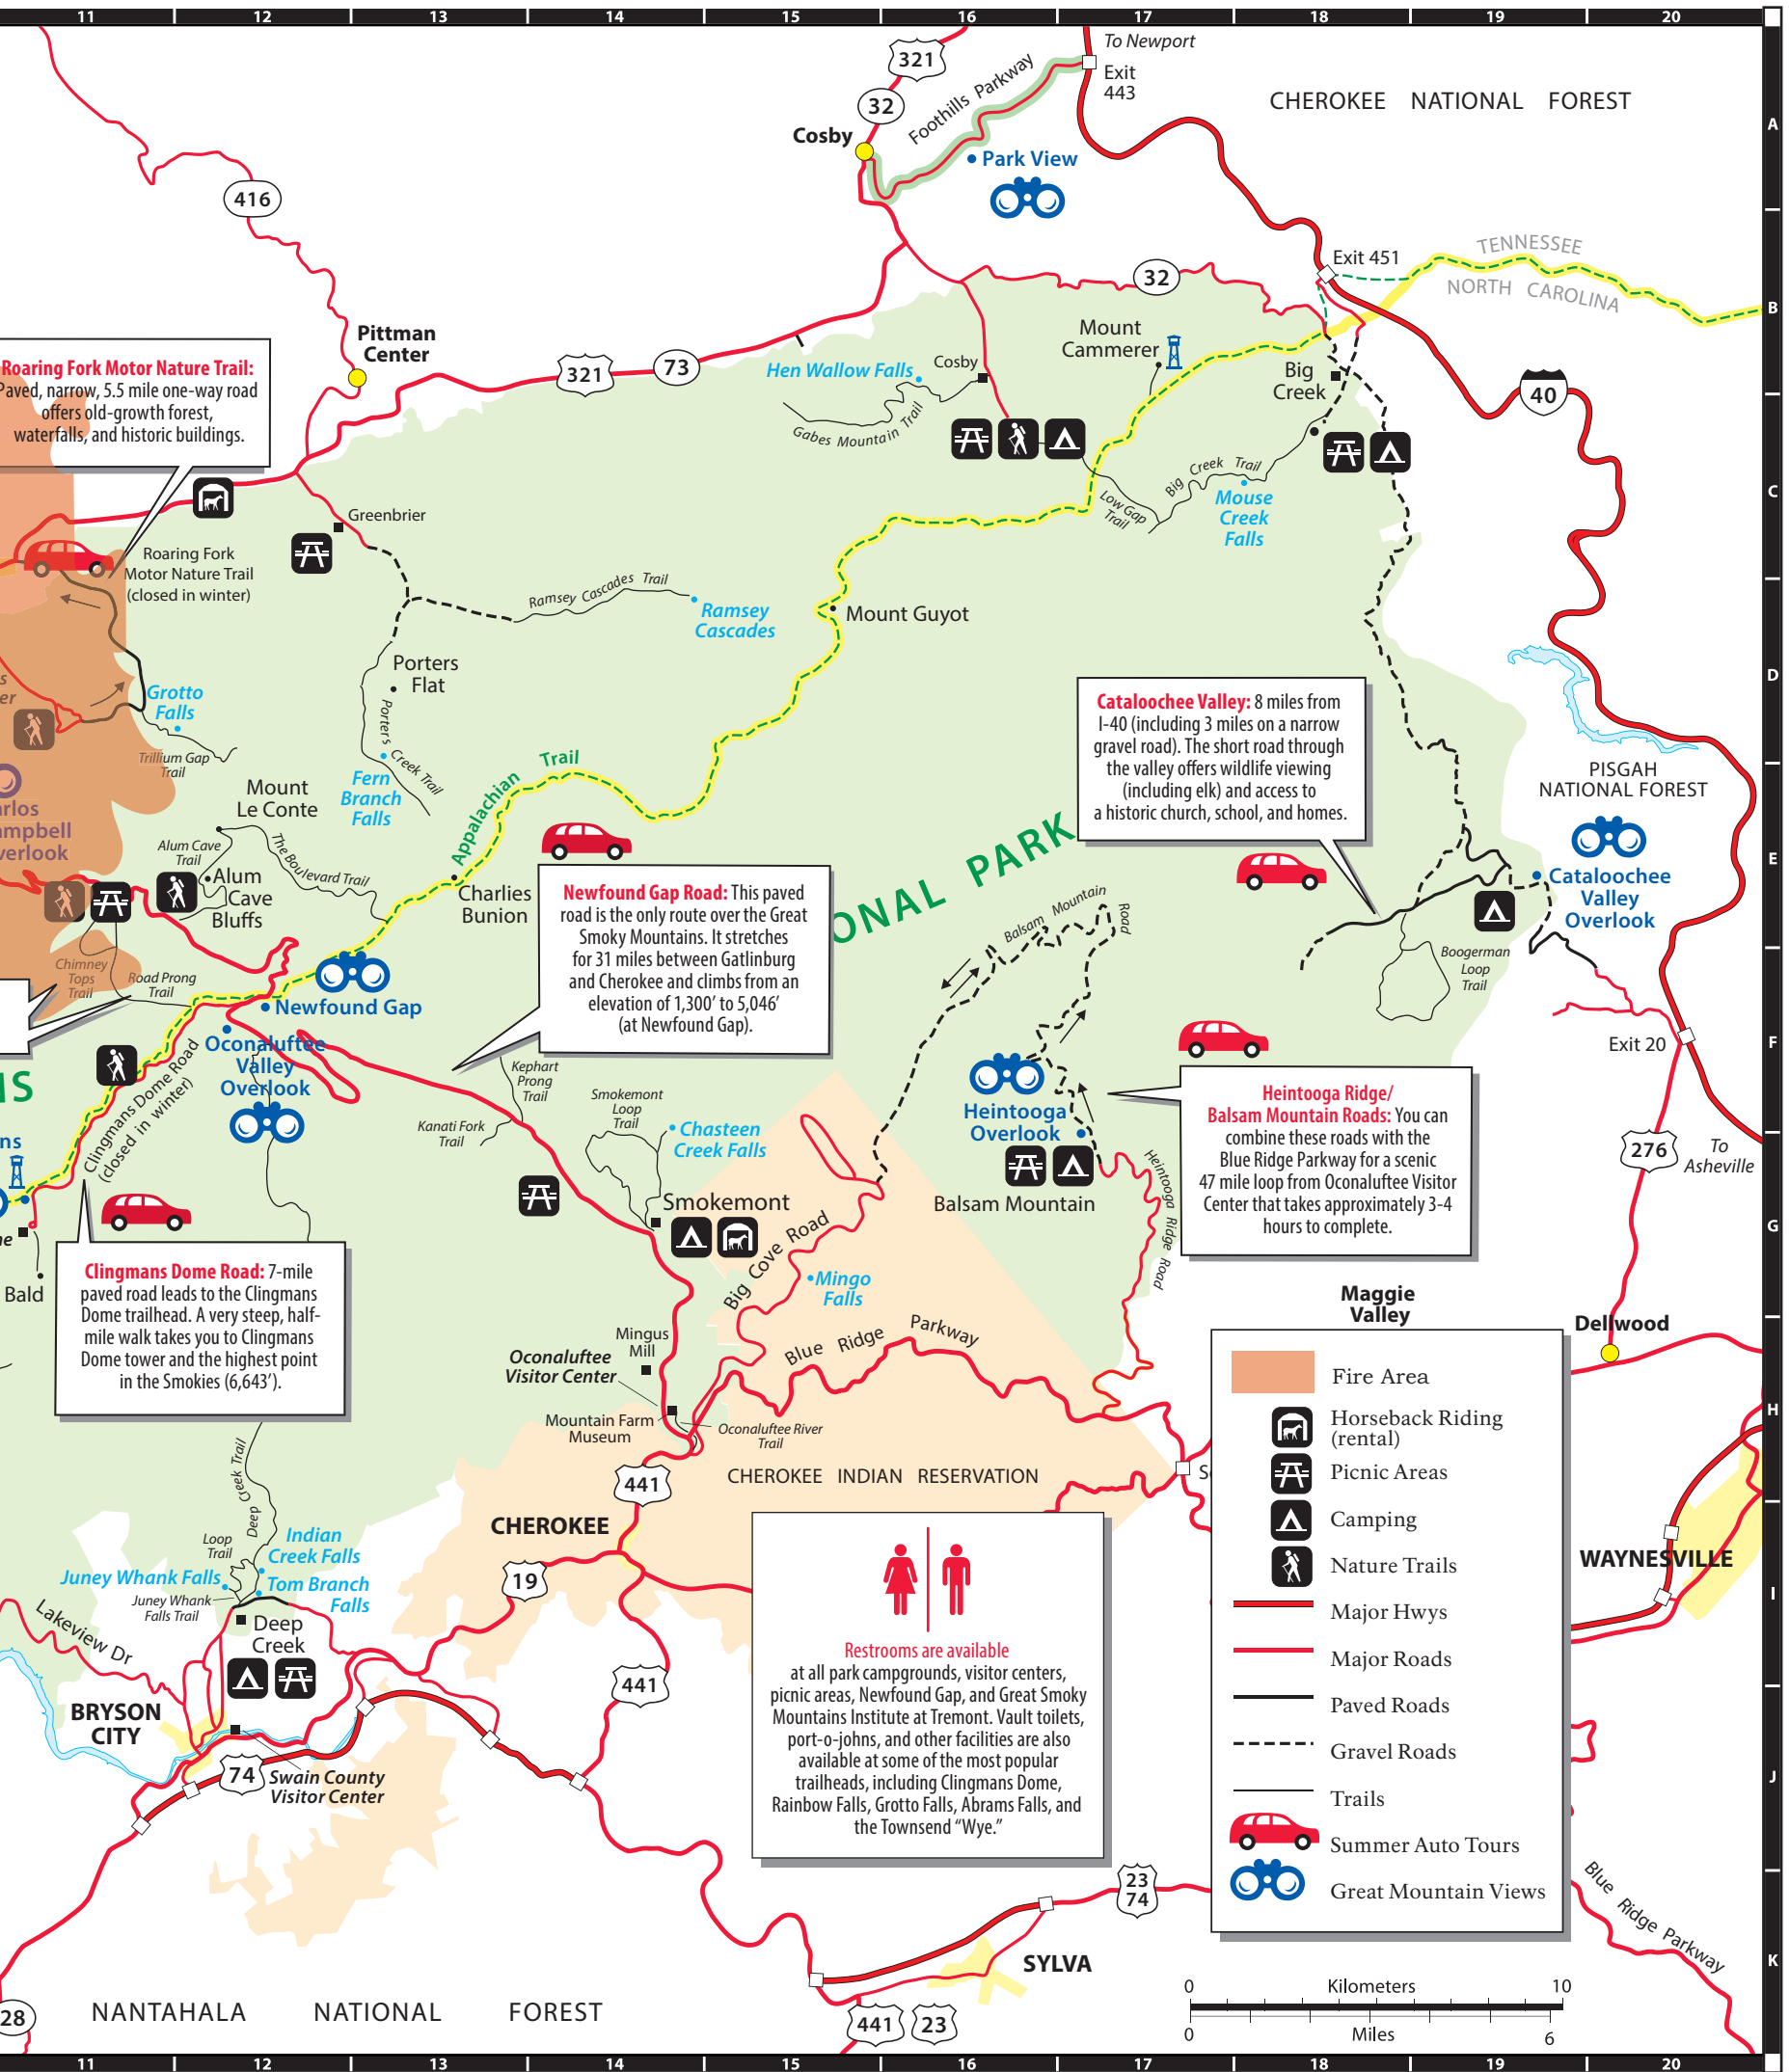 11 12 13 14 15 16 17 18 19 20
A
B
C
D
E
F
G
H
I
J
K
To Newport
Exit
443
321
32
Foothills Parkway
Cosby
Park View
CHEROKEE NATIONAL FOREST
416
Exit 451
TENNESSEE
NORTH CAROLINA
32
Pittman
Center
321
73
Mount
Cammerer
Hen Wallow Falls
Cosby
Gabes Mountain Trail
Big
Creek
40
Roaring Fork Motor Nature Trail:
Paved, narrow, 5.5 mile one-way road
offers old-growth forest,
waterfalls, and historic buildings.
Low Gap
Trail
Big Creek Trail
Mouse
Creek
Falls
Greenbrier
Roaring Fork
Motor Nature Trail
(closed in winter)
Ramsey Cascades Trail
Ramsey
Cascades
Mount Guyot
Porters
Flat
Porters Creek Trail
Grotto
Falls
Trillium Gap
Trail
Fern
Branch
Falls
Cataloochee Valley: 8 miles from
I-40 (including 3 miles on a narrow
gravel road). The short road through
the valley offers wildlife viewing
(including elk) and access to
a historic church, school, and homes.
PISGAH
NATIONAL FOREST
Cataloochee
Valley
Overlook
Mount
Le Conte
Appalachian Trail
arlos
ampbell
verlook
Alum Cave
Trail
The Boulevard Trail
Alum
Cave
Bluffs
Charlies
Bunion
ONAL PARK
Newfound Gap Road: This paved
road is the only route over the Great
Smoky Mountains. It stretches
for 31 miles between Gatlinburg
and Cherokee and climbs from an
elevation of 1,300' to 5,046'
(at Newfound Gap).
Balsam Mountain Road
Boogerman
Loop
Trail
Chimney
Tops
Trail
Road Prong
Trail
Newfound Gap
Oconaluftee
Valley
Overlook
Clingmans Dome Road
(closed in winter)
Exit 20
Kephart
Prong
Trail
Kanati Fork
Trail
Smokemont
Loop
Trail
Chasteen
Creek Falls
Heintooga
Overlook
Balsam Mountain
Heintooga Ridge Road
Heintooga Ridge/
Balsam Mountain Roads: You can
combine these roads with the
Blue Ridge Parkway for a scenic
47 mile loop from Oconaluftee Visitor
Center that takes approximately 3-4
hours to complete.
276
To
Asheville
MS
ns
Smokemont
Big Cove Road
Mingo
Falls
Bald
Clingmans Dome Road: 7-mile
paved road leads to the Clingmans
Dome trailhead. A very steep, half-
mile walk takes you to Clingmans
Dome tower and the highest point
in the Smokies (6,643').
Maggie
Valley
Dellwood
Mingus
Mill
Oconaluftee
Visitor Center
Blue Ridge Parkway
Mountain Farm
Museum
Oconaluftee River
Trail
CHEROKEE INDIAN RESERVATION
441
Fire Area
Horseback Riding
(rental)
Picnic Areas
Camping
Nature Trails
Major Hwys
Major Roads
Paved Roads
Gravel Roads
Trails
Summer Auto Tours
Great Mountain Views
CHEROKEE
19
WAYNESVILLE
Deep Creek Trail
Loop
Trail
Indian
Creek Falls
Juney Whank Falls
Tom Branch
Falls
Juney Whank
Falls Trail
Deep
Creek
Lakeview Dr
BRYSON
CITY
441
74
Swain County
Visitor Center
Restrooms are available
at all park campgrounds, visitor centers,
picnic areas, Newfound Gap, and Great Smoky
Mountains Institute at Tremont. Vault toilets,
port-o-johns, and other facilities are also
available at some of the most popular
trailheads, including Clingmans Dome,
Rainbow Falls, Grotto Falls, Abrams Falls, and
the Townsend “Wye.”
23
74
Blue Ridge Parkway
SYLVA
28
NANTAHALA NATIONAL FOREST
441
23
0 Kilometers 10
0 Miles 6
11 12 13 14 15 16 17 18 19 20